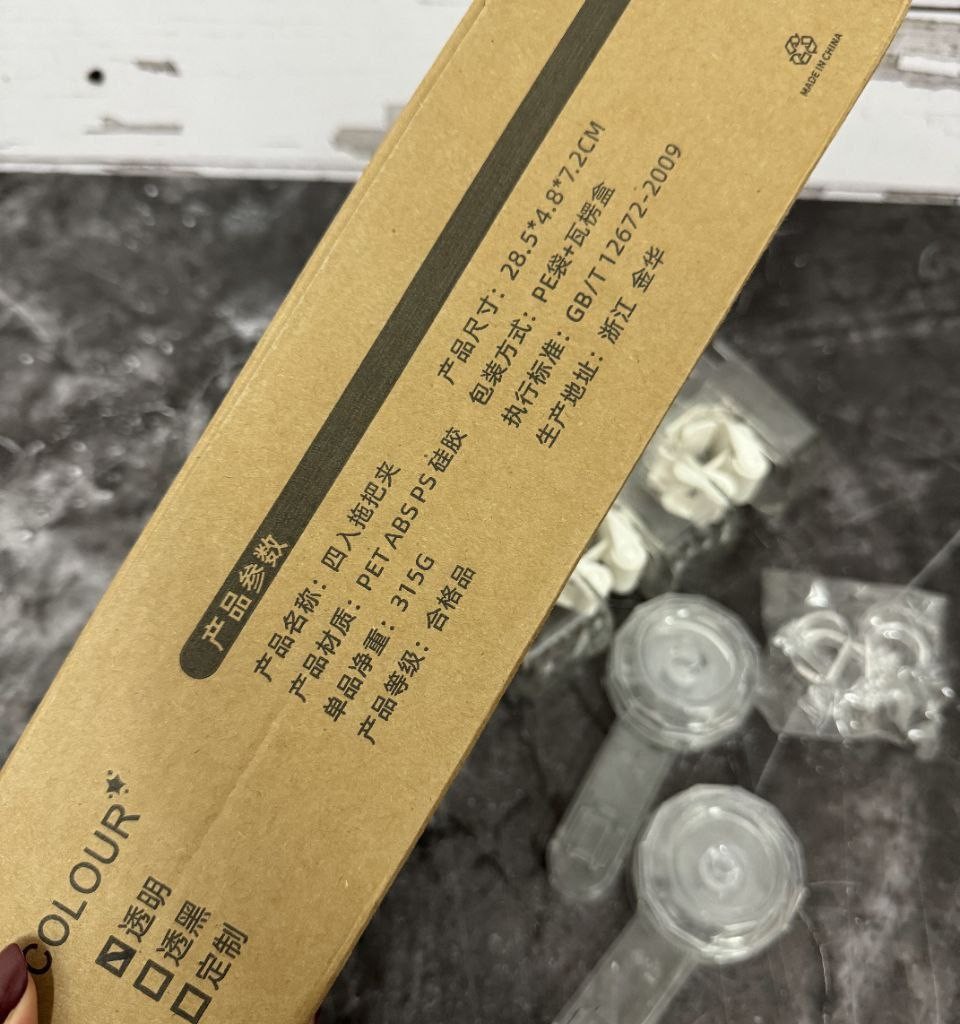 MADE IN CHINA
产品参数
产品名称：四入拖把夹
产品材质：PET ABS PS 硅胶
单品净重：315G
产品等级：合格品
产品尺寸：28.5*4.8*7.2CM
包装方式：PE袋+瓦楞盒
执行标准：GB/T 12672-2009
生产地址：浙江 金华
COLOUR
透明
透黑
定制